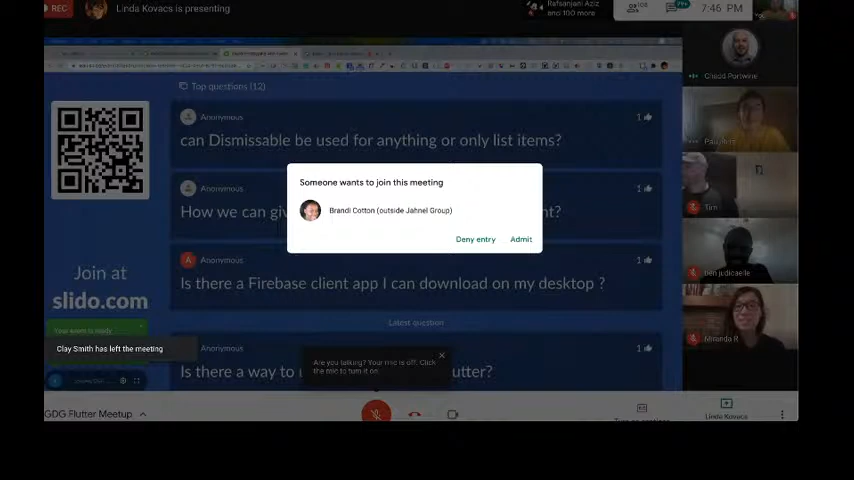 REC
Linda Kovacs is presenting
Rafsanjani Aziz
and 100 more
108
99+
7:46 PM
Top questions (12)
Anonymous
1
can Dismissable be used for anything or only list items?
Anonymous
1
How we can gi
t?
A
Anonymous
1
Is there a Firebase client app I can download on my desktop ?
Latest question
Anonymous
1
Is there a way to
utter?
Join at
slido.com
Someone wants to join this meeting
Brandi Cotton (outside Jahnel Group)
Deny entry
Admit
Clay Smith has left the meeting
Are you talking? Your mic is off. Click
the mic to turn it on.
Chedd Portwine
Tim
ben judicaelle
Miranda R
GDG Flutter Meetup
Linda Kovacs